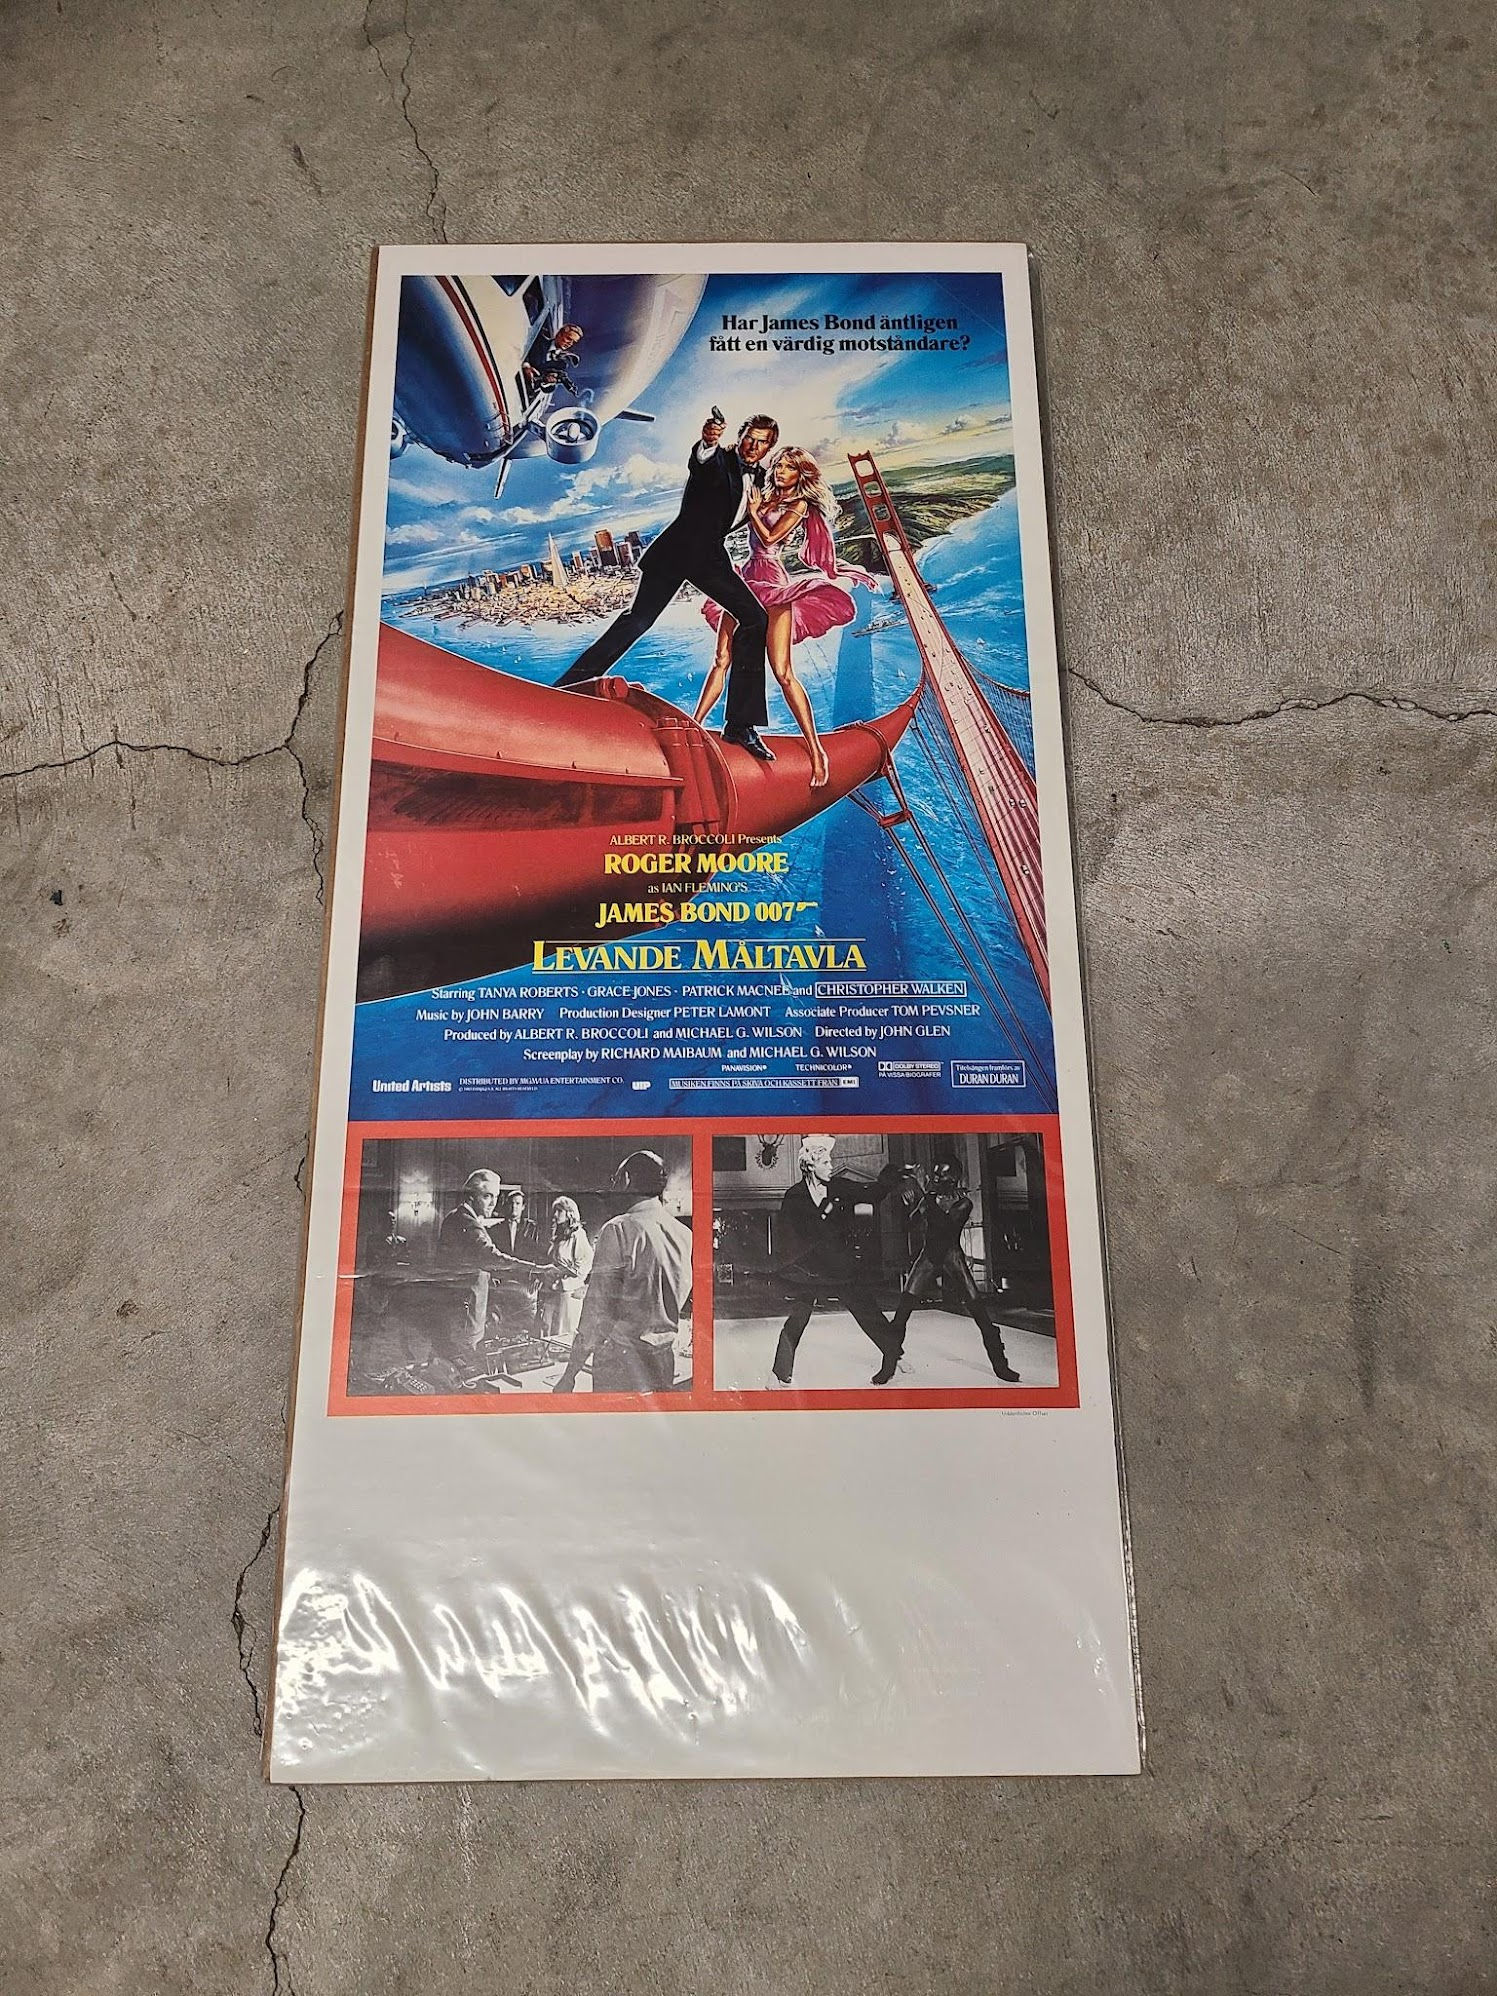 Har James Bond äntligen
fått en värdig motståndare?
ALBERT R. BROCCOLI Presents
ROGER MOORE
as IAN FLEMING'S
JAMES BOND 007
LEVANDE MÅLTAVLA
Starring TANYA ROBERTS · GRACE JONES · PATRICK MACNEE and CHRISTOPHER WALKEN
Music by JOHN BARRY Production Designer PETER LAMONT Associate Producer TOM PEVSNER
Produced by ALBERT R. BROCCOLI and MICHAEL G. WILSON Directed by JOHN GLEN
Screenplay by RICHARD MAIBAUM and MICHAEL G. WILSON
PANAVISION® TECHNICOLOR®
DOLBY STEREO
PÅ VISSA BIOGRAFER
Titelsången framförs av
DURAN DURAN
United Artists DISTRIBUTED BY MGM/UA ENTERTAINMENT CO. UIP MUSIKEN FINNS PÅ SKIVA OCH KASSETT FRÅN EMI